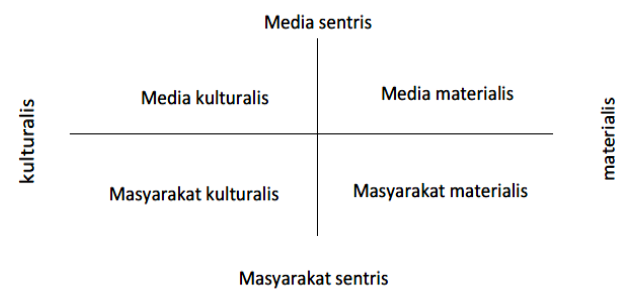 Media sentris
Media kulturalis
Media materialis
kulturalis
materialis
Masyarakat kulturalis
Masyarakat materialis
Masyarakat sentris